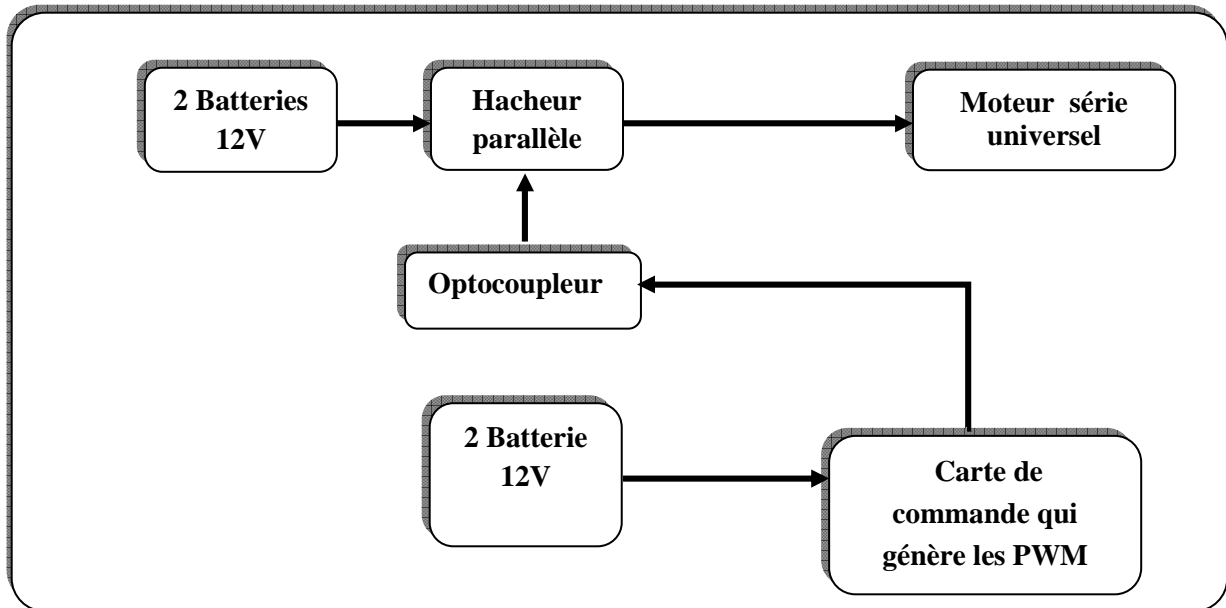 2 Batteries
12V
Hacheur
parallèle
Moteur série
universel
Optocoupleur
2 Batterie
12V
Carte de
commande qui
génère les PWM